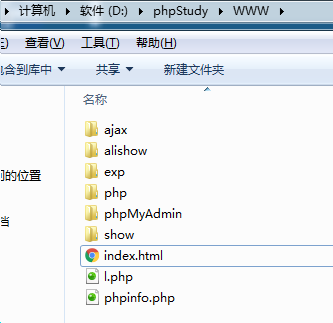 计算机 ▸ 软件 (D:) ▸ phpStudy ▸ WWW ▸
E) 查看(V) 工具(T) 帮助(H)
包含到库中 共享 新建文件夹
名称
ajax
alishow
exp
php
问的位置
phpMyAdmin
档
show
index.html
l.php
phpinfo.php